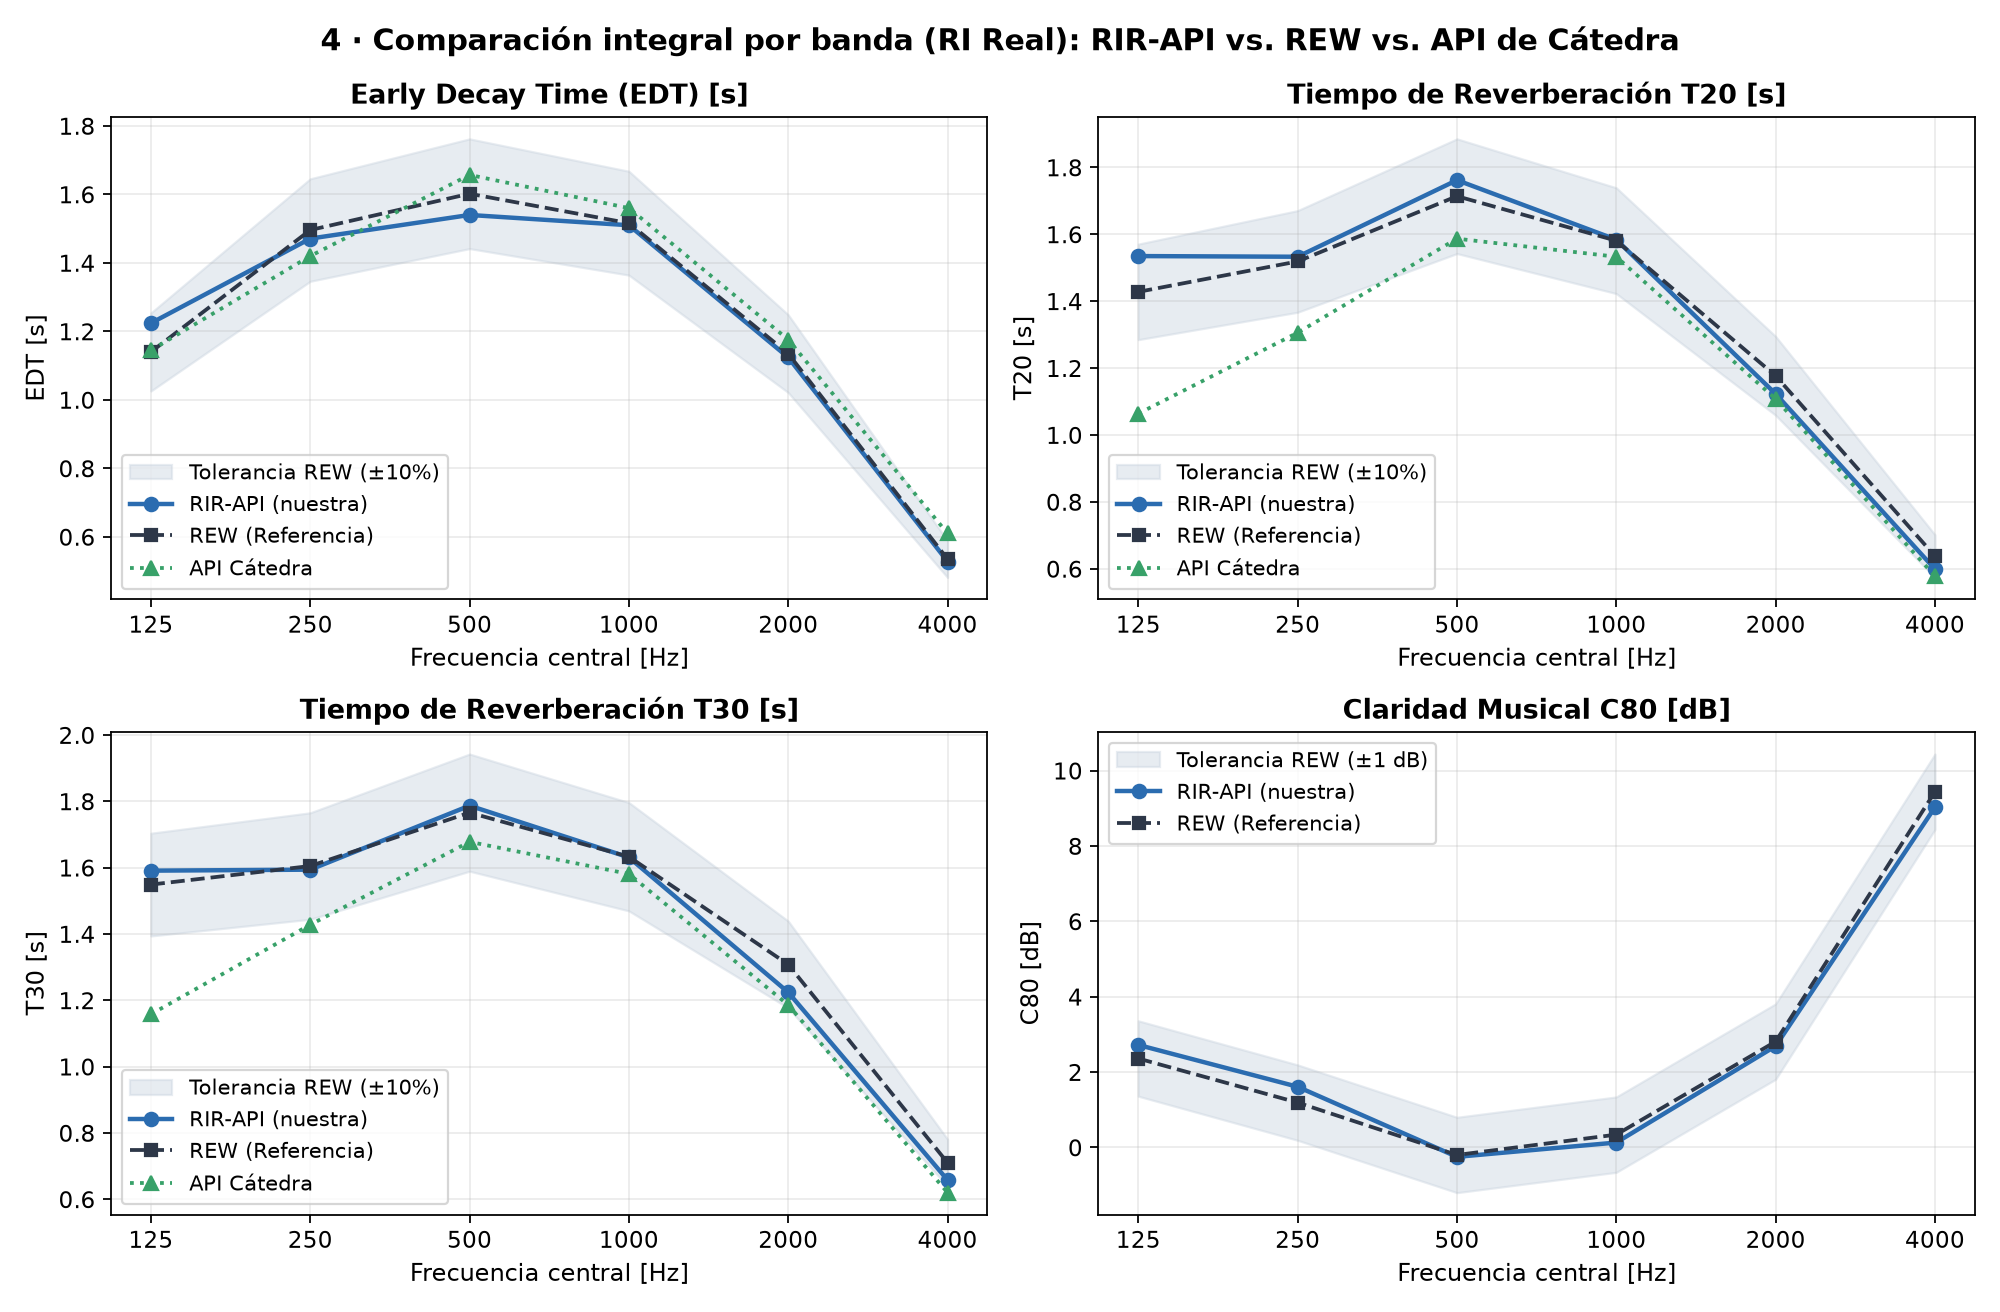 4 · Comparación integral por banda (RI Real): RIR-API vs. REW vs. API de Cátedra
Early Decay Time (EDT) [s]
EDT [s]
1.8
1.6
1.4
1.2
1.0
0.8
0.6
Tolerancia REW (±10%)
RIR-API (nuestra)
REW (Referencia)
API Cátedra
125 250 500 1000 2000 4000
Frecuencia central [Hz]
Tiempo de Reverberación T20 [s]
T20 [s]
1.8
1.6
1.4
1.2
1.0
0.8
0.6
Tolerancia REW (±10%)
RIR-API (nuestra)
REW (Referencia)
API Cátedra
125 250 500 1000 2000 4000
Frecuencia central [Hz]
Tiempo de Reverberación T30 [s]
T30 [s]
2.0
1.8
1.6
1.4
1.2
1.0
0.8
0.6
Tolerancia REW (±10%)
RIR-API (nuestra)
REW (Referencia)
API Cátedra
125 250 500 1000 2000 4000
Frecuencia central [Hz]
Claridad Musical C80 [dB]
C80 [dB]
Tolerancia REW (±1 dB)
RIR-API (nuestra)
REW (Referencia)
10
8
6
4
2
0
125 250 500 1000 2000 4000
Frecuencia central [Hz]